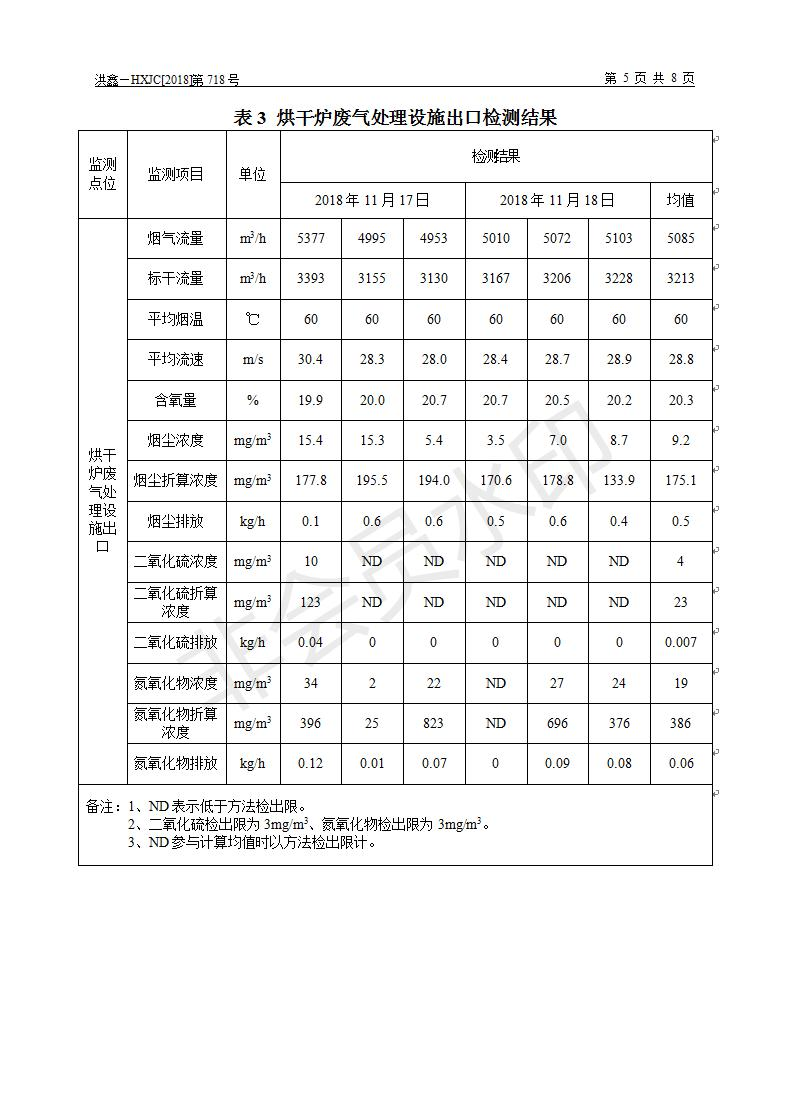 洪鑫－HXJC[2018]第 718 号 第 5 页 共 8 页
表 3 烘干炉废气处理设施出口检测结果
监测点位 监测项目 单位 检测结果
2018 年 11 月 17 日 2018 年 11 月 18 日 均值
烘干炉废气处理设施出口
烟气流量 m³/h 5377 4995 4953 5010 5072 5103 5085
标干流量 m³/h 3393 3155 3130 3167 3206 3228 3213
平均烟温 ℃ 60 60 60 60 60 60 60
平均流速 m/s 30.4 28.3 28.0 28.4 28.7 28.9 28.8
含氧量 % 19.9 20.0 20.7 20.7 20.5 20.2 20.3
烟尘浓度 mg/m³ 15.4 15.3 5.4 3.5 7.0 8.7 9.2
烟尘折算浓度 mg/m³ 177.8 195.5 194.0 170.6 178.8 133.9 175.1
烟尘排放 kg/h 0.1 0.6 0.6 0.5 0.6 0.4 0.5
二氧化硫浓度 mg/m³ 10 ND ND ND ND ND 4
二氧化硫折算浓度 mg/m³ 123 ND ND ND ND ND 23
二氧化硫排放 kg/h 0.04 0 0 0 0 0 0.007
氮氧化物浓度 mg/m³ 34 2 22 ND 27 24 19
氮氧化物折算浓度 mg/m³ 396 25 823 ND 696 376 386
氮氧化物排放 kg/h 0.12 0.01 0.07 0 0.09 0.08 0.06
备注：1、ND 表示低于方法检出限。
2、二氧化硫检出限为 3mg/m³、氮氧化物检出限为 3mg/m³。
3、ND 参与计算均值时以方法检出限计。
非会员水印